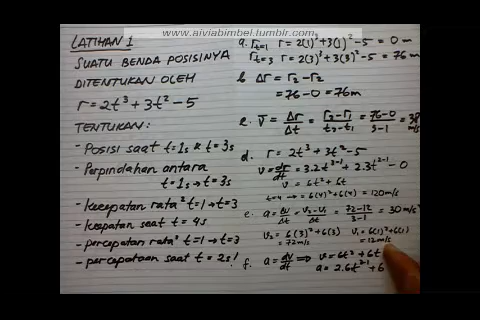 www.aiviabimbel.tumblr.com
LATIHAN 1
SUATU BENDA POSISINYA
DITENTUKAN OLEH
r = 2t³ + 3t² - 5
TENTUKAN:
- POSISI SAAT t = 1s & t = 3s
- Perpindahan antara
t = 1s → t = 3s
- Kecepatan rata² t=1 → t=3
- Kecepatan saat t = 4s
- percepatan rata² t=1 → t=3
- percepatan saat t = 2s!
a. r t=1 r = 2(1)³ + 3(1)² - 5 = 0 m
r t=3 r = 2(3)³ + 3(3)² - 5 = 76 m
b. Δr = r₂ - r₂
= 76 - 0 = 76m
v̄ = Δr/Δt = r₂-r₁/t₂-t₁ = 76-0/3-1 = 38 m/s
d. r = 2t³ + 3t² - 5
v = dr/dt = 3.2t³⁻¹ + 2.3t²⁻¹ - 0
v = 6t² + 6t
t=4 → = 6(4)² + 6(4) = 120 m/s
e. a = Δv/Δt = v₂-v₁/Δt = 72-12/3-1 = 30 m/s²
v₂ = 6(3)² + 6(3) v₁ = 6(1)² + 6(1)
= 72 m/s = 12 m/s
f. a = dv/dt ⟹ v = 6t² + 6t
a = 2.6t²⁻¹ + 6